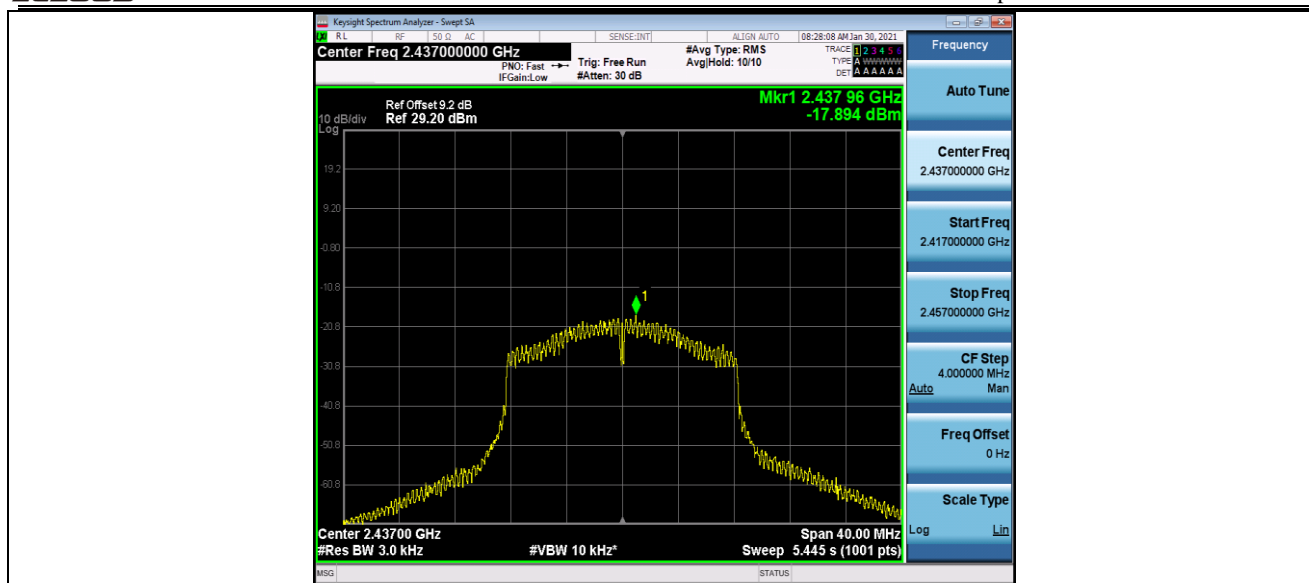 Keysight Spectrum Analyzer - Swept SA
RL RF 50 Ω AC SENSE:INT ALIGN AUTO 08:28:08 AM Jan 30, 2021
Center Freq 2.437000000 GHz
PNO: Fast
IFGain:Low
Trig: Free Run
#Atten: 30 dB
#Avg Type: RMS
Avg|Hold: 10/10
TRACE 1 2 3 4 5 6
TYPE A WWWWW
DET A A A A A A
Frequency
Auto Tune
Center Freq
2.437000000 GHz
Start Freq
2.417000000 GHz
Stop Freq
2.457000000 GHz
CF Step
4.000000 MHz
Auto Man
Freq Offset
0 Hz
Scale Type
Log Lin
Mkr1 2.437 96 GHz
-17.894 dBm
Ref Offset 9.2 dB
10 dB/div Ref 29.20 dBm
Log
19.2
9.20
-0.80
-10.8
-20.8
-30.8
-40.8
-50.8
-60.8
1
Center 2.43700 GHz Span 40.00 MHz
#Res BW 3.0 kHz #VBW 10 kHz* Sweep 5.445 s (1001 pts)
MSG STATUS